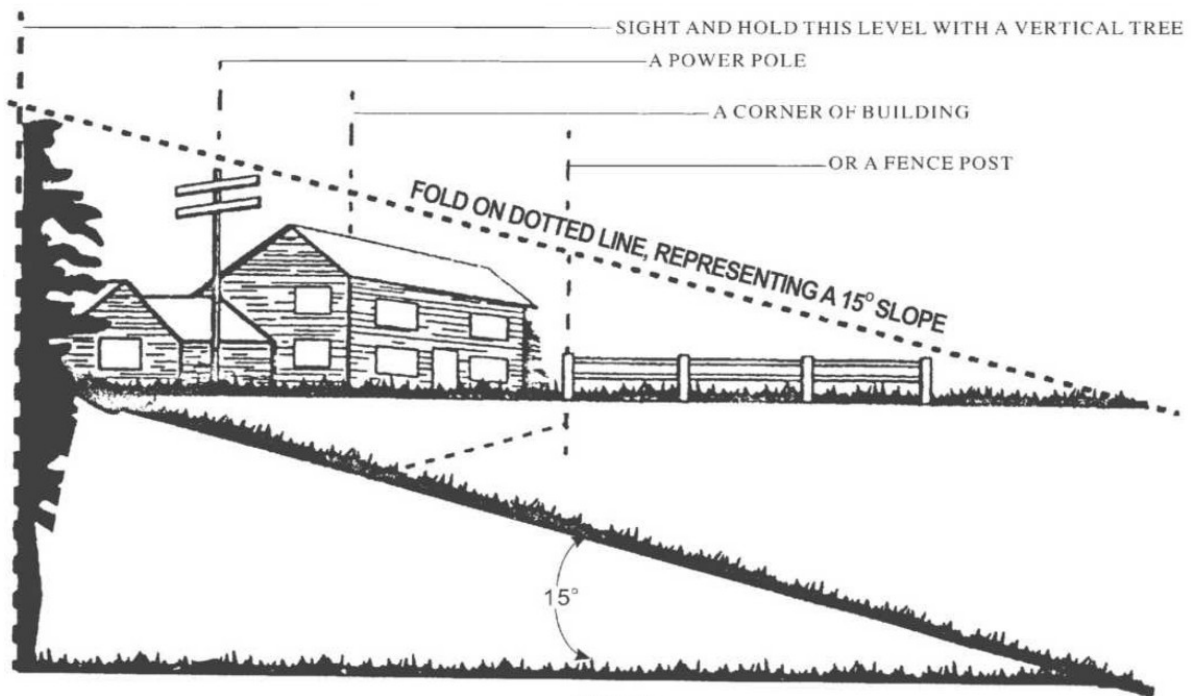 SIGHT AND HOLD THIS LEVEL WITH A VERTICAL TREE
A POWER POLE
A CORNER OF BUILDING
OR A FENCE POST
FOLD ON DOTTED LINE, REPRESENTING A 15° SLOPE
15°